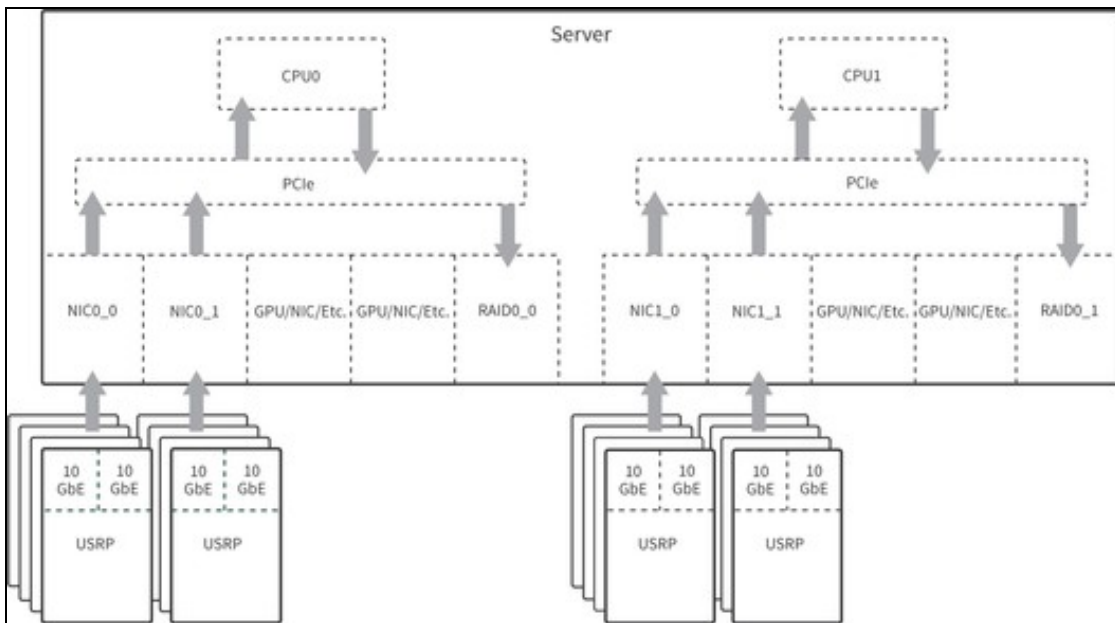 Server
CPU0
CPU1
PCIe
PCIe
NIC0_0
NIC0_1
GPU/NIC/Etc.
GPU/NIC/Etc.
RAID0_0
NIC1_0
NIC1_1
GPU/NIC/Etc.
GPU/NIC/Etc.
RAID0_1
10
GbE
10
GbE
USRP
10
GbE
10
GbE
USRP
10
GbE
10
GbE
USRP
10
GbE
10
GbE
USRP